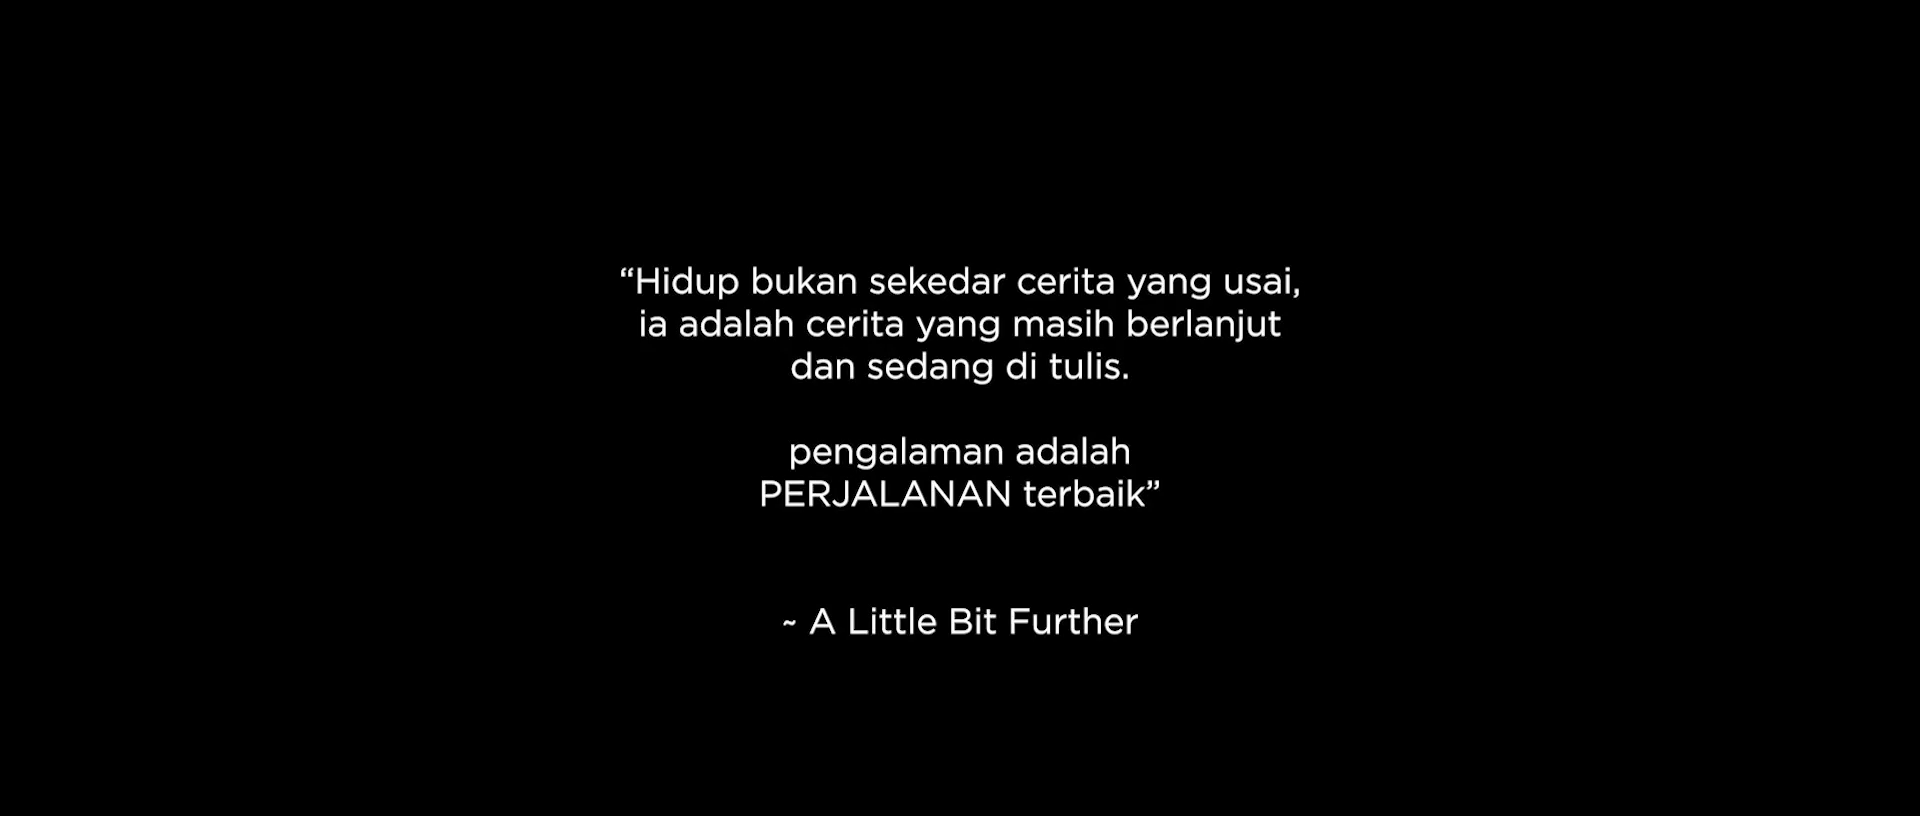 “Hidup bukan sekedar cerita yang usai,
ia adalah cerita yang masih berlanjut
dan sedang di tulis.
pengalaman adalah
PERJALANAN terbaik”
~ A Little Bit Further